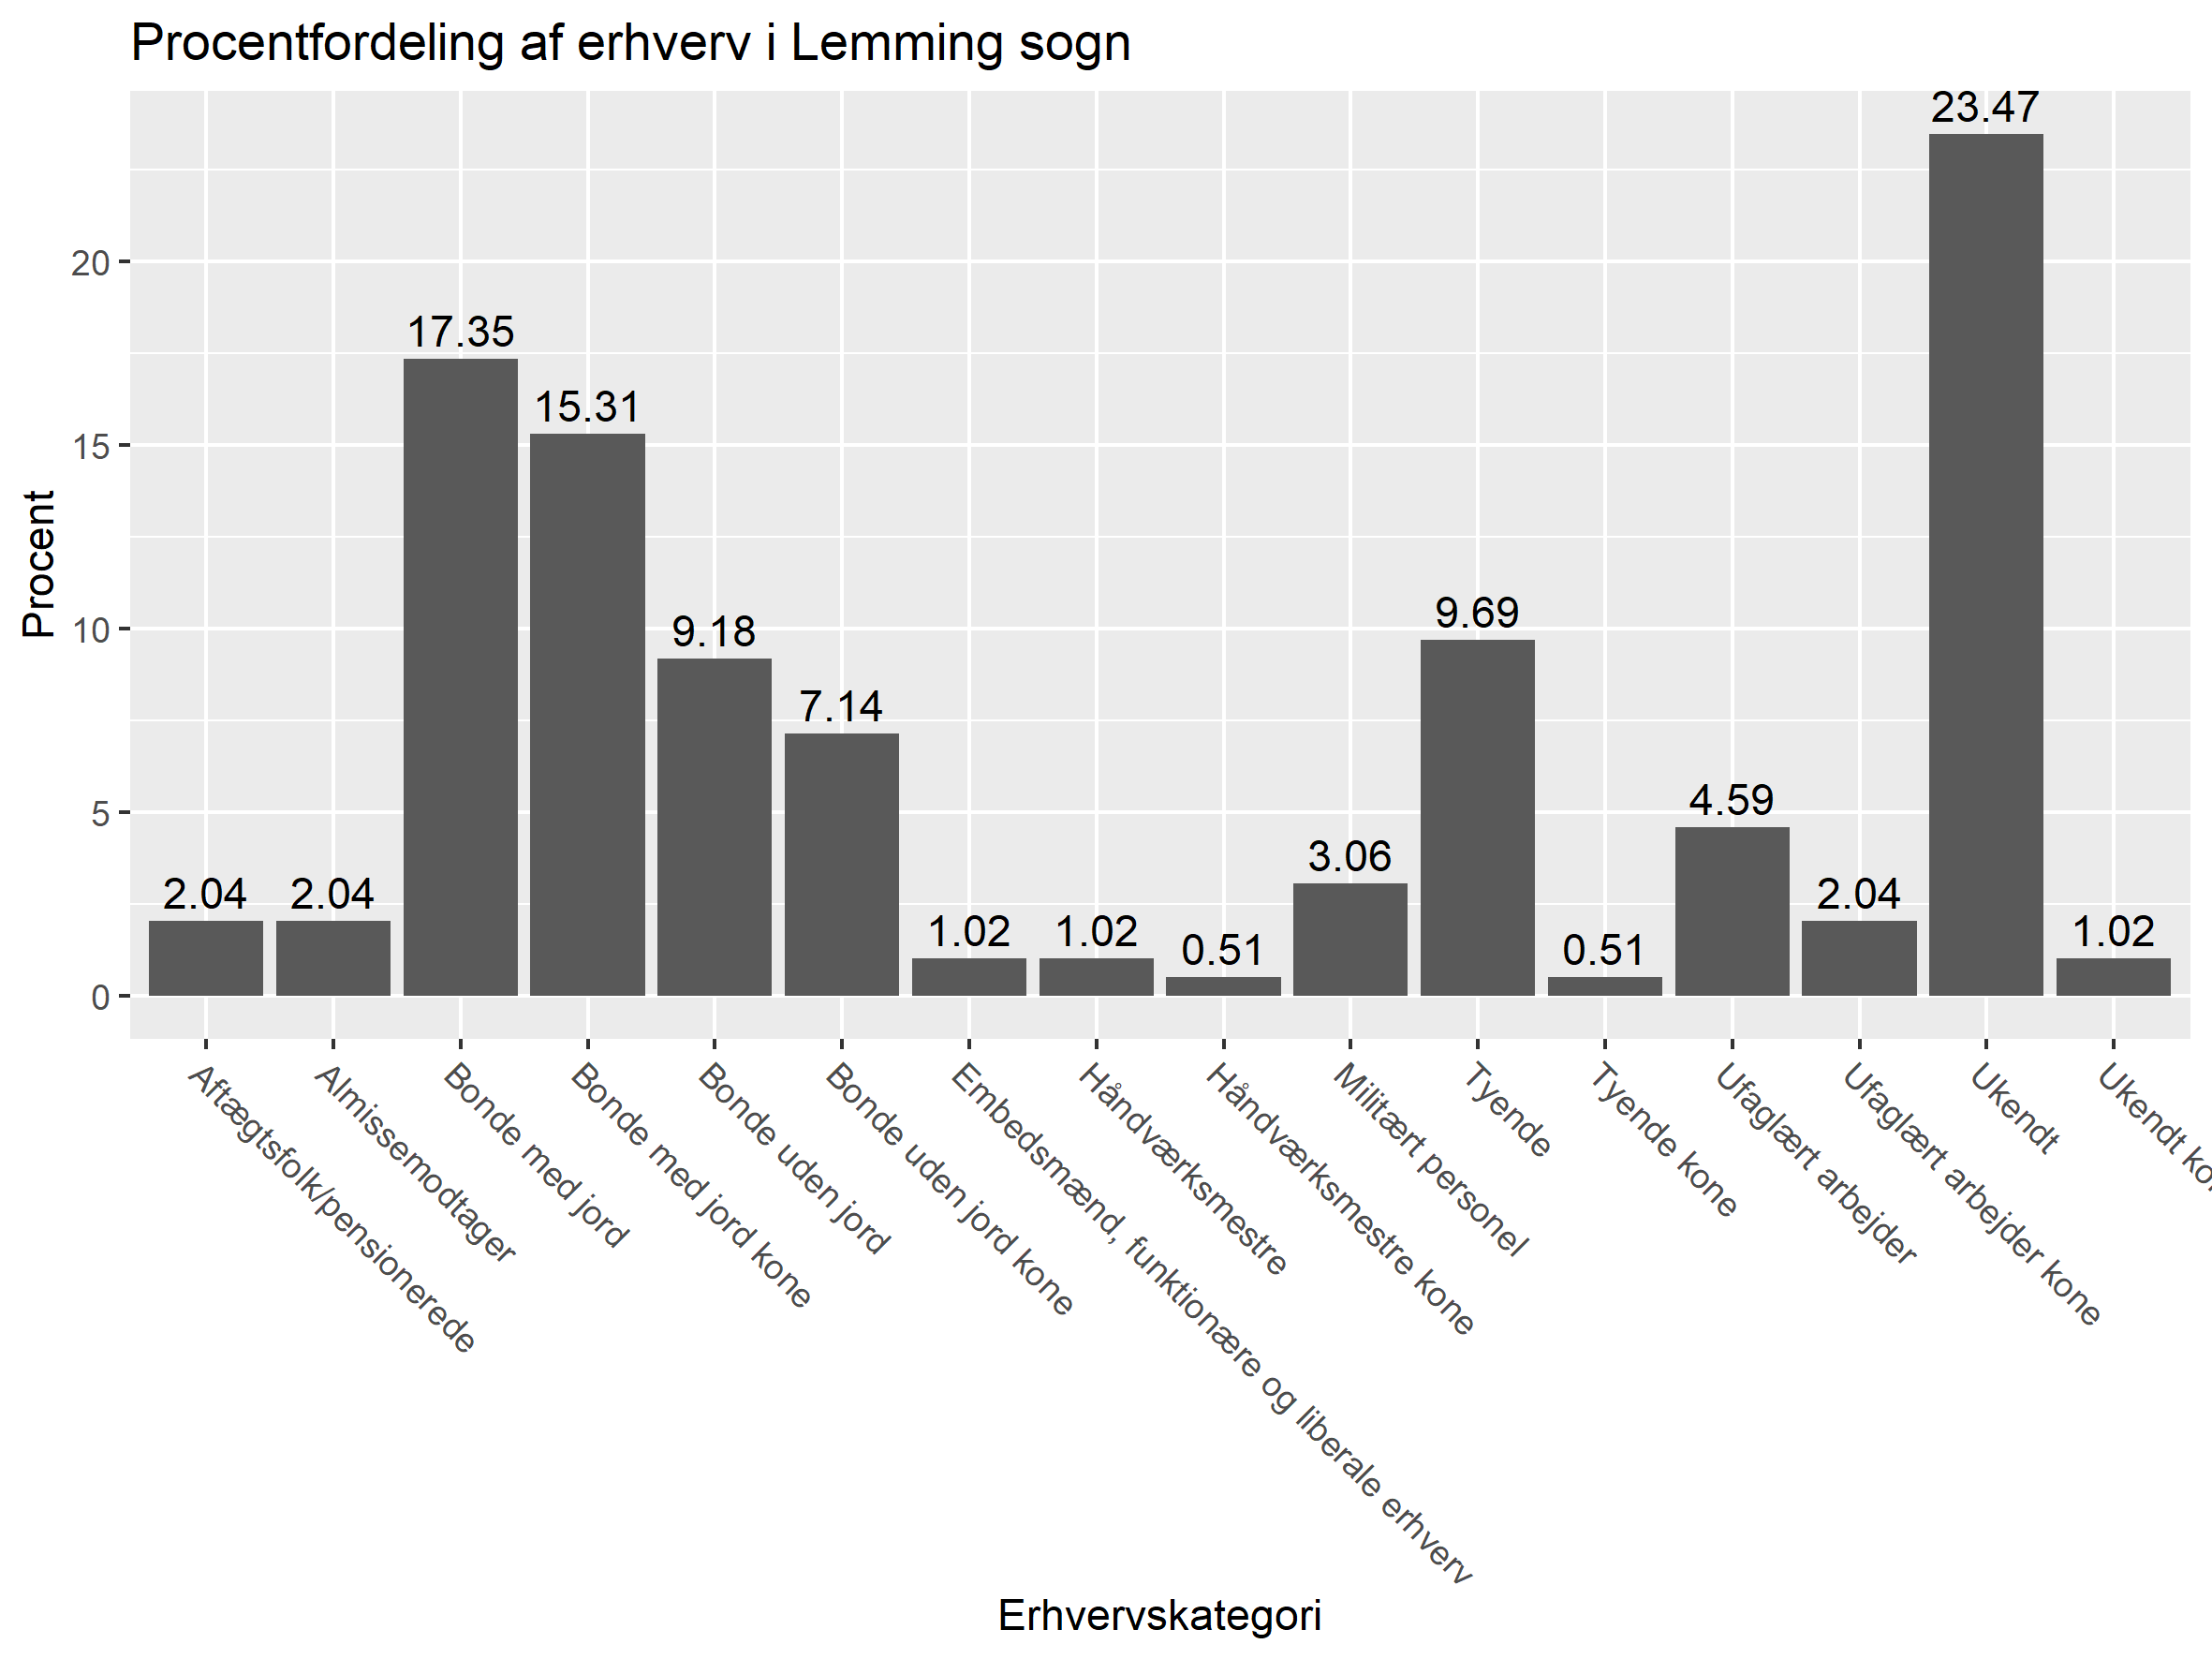 Procentfordeling af erhverv i Lemming sogn
Procent
20
15
10
5
0
2.04
2.04
17.35
15.31
9.18
7.14
1.02
1.02
0.51
3.06
9.69
0.51
4.59
2.04
23.47
1.02
Aftægtsfolk/pensionerede
Almissemodtager
Bonde med jord
Bonde med jord kone
Bonde uden jord
Bonde uden jord kone
Embedsmænd, funktionære og liberale erhverv
Håndværksmestre
Håndværksmestre kone
Militært personel
Tyende
Tyende kone
Ufaglært arbejder
Ufaglært arbejder kone
Ukendt
Ukendt
Erhvervskategori